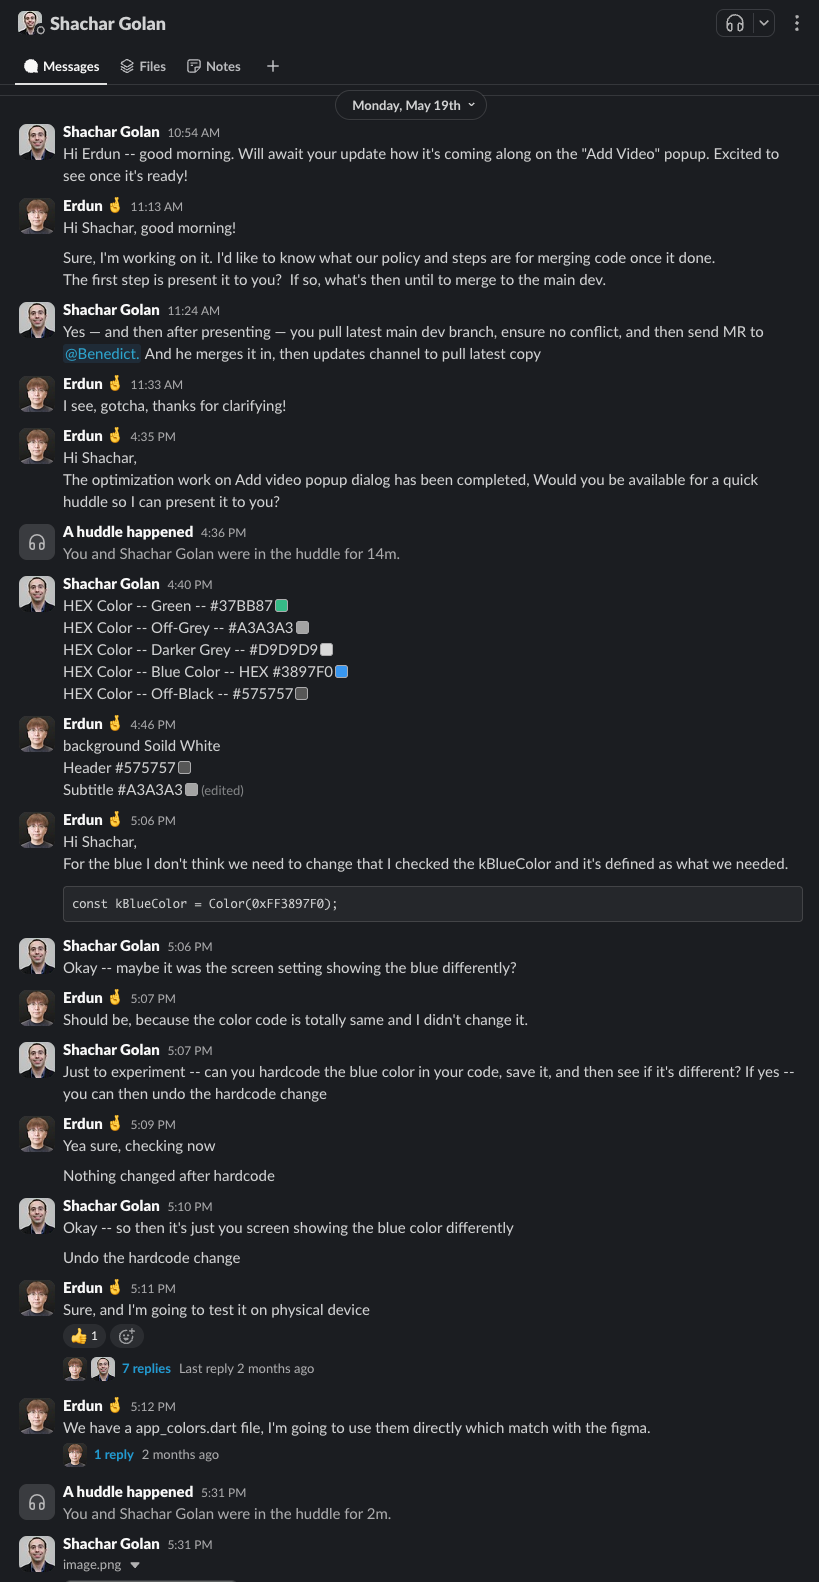 Shachar Golan
Messages
Files
Notes
Monday, May 19th
Shachar Golan 10:54 AM
Hi Erdun -- good morning. Will await your update how it's coming along on the "Add Video" popup. Excited to
see once it's ready!
Erdun 🤞 11:13 AM
Hi Shachar, good morning!
Sure, I'm working on it. I'd like to know what our policy and steps are for merging code once it done.
The first step is present it to you?  If so, what's then until to merge to the main dev.
Shachar Golan 11:24 AM
Yes — and then after presenting — you pull latest main dev branch, ensure no conflict, and then send MR to
@Benedict. And he merges it in, then updates channel to pull latest copy
Erdun 🤞 11:33 AM
I see, gotcha, thanks for clarifying!
Erdun 🤞 4:35 PM
Hi Shachar,
The optimization work on Add video popup dialog has been completed, Would you be available for a quick
huddle so I can present it to you?
A huddle happened 4:36 PM
You and Shachar Golan were in the huddle for 14m.
Shachar Golan 4:40 PM
HEX Color -- Green -- #37BB87
HEX Color -- Off-Grey -- #A3A3A3
HEX Color -- Darker Grey -- #D9D9D9
HEX Color -- Blue Color -- HEX #3897F0
HEX Color -- Off-Black -- #575757
Erdun 🤞 4:46 PM
background Soild White
Header #575757
Subtitle #A3A3A3 (edited)
Erdun 🤞 5:06 PM
Hi Shachar,
For the blue I don't think we need to change that I checked the kBlueColor and it's defined as what we needed.
const kBlueColor = Color(0xFF3897F0);
Shachar Golan 5:06 PM
Okay -- maybe it was the screen setting showing the blue differently?
Erdun 🤞 5:07 PM
Should be, because the color code is totally same and I didn't change it.
Shachar Golan 5:07 PM
Just to experiment -- can you hardcode the blue color in your code, save it, and then see if it's different? If yes --
you can then undo the hardcode change
Erdun 🤞 5:09 PM
Yea sure, checking now
Nothing changed after hardcode
Shachar Golan 5:10 PM
Okay -- so then it's just you screen showing the blue color differently
Undo the hardcode change
Erdun 🤞 5:11 PM
Sure, and I'm going to test it on physical device
👍 1
7 replies Last reply 2 months ago
Erdun 🤞 5:12 PM
We have a app_colors.dart file, I'm going to use them directly which match with the figma.
1 reply 2 months ago
A huddle happened 5:31 PM
You and Shachar Golan were in the huddle for 2m.
Shachar Golan 5:31 PM
image.png